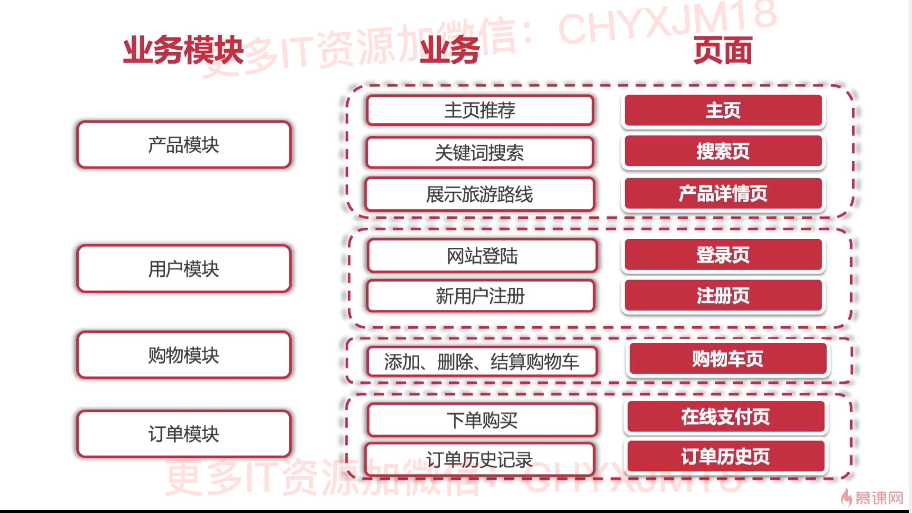 更多IT资源加微信：CHYXJM18
业务模块 业务 页面
产品模块
主页推荐 主页
关键词搜索 搜索页
展示旅游路线 产品详情页
用户模块
网站登陆 登录页
新用户注册 注册页
购物模块
添加、删除、结算购物车 购物车页
订单模块
下单购买 在线支付页
订单历史记录 订单历史页
更多IT资源加微信：CHYXJM18
慕课网